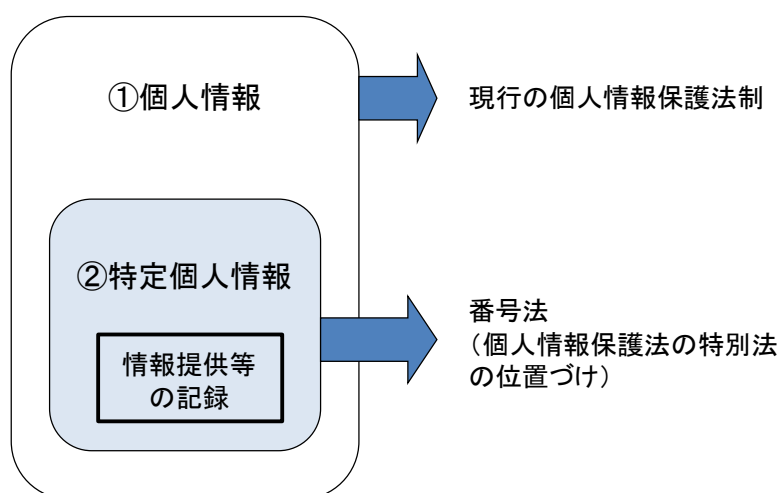 ①個人情報
現行の個人情報保護法制
②特定個人情報
情報提供等
の記録
番号法
（個人情報保護法の特別法
の位置づけ）